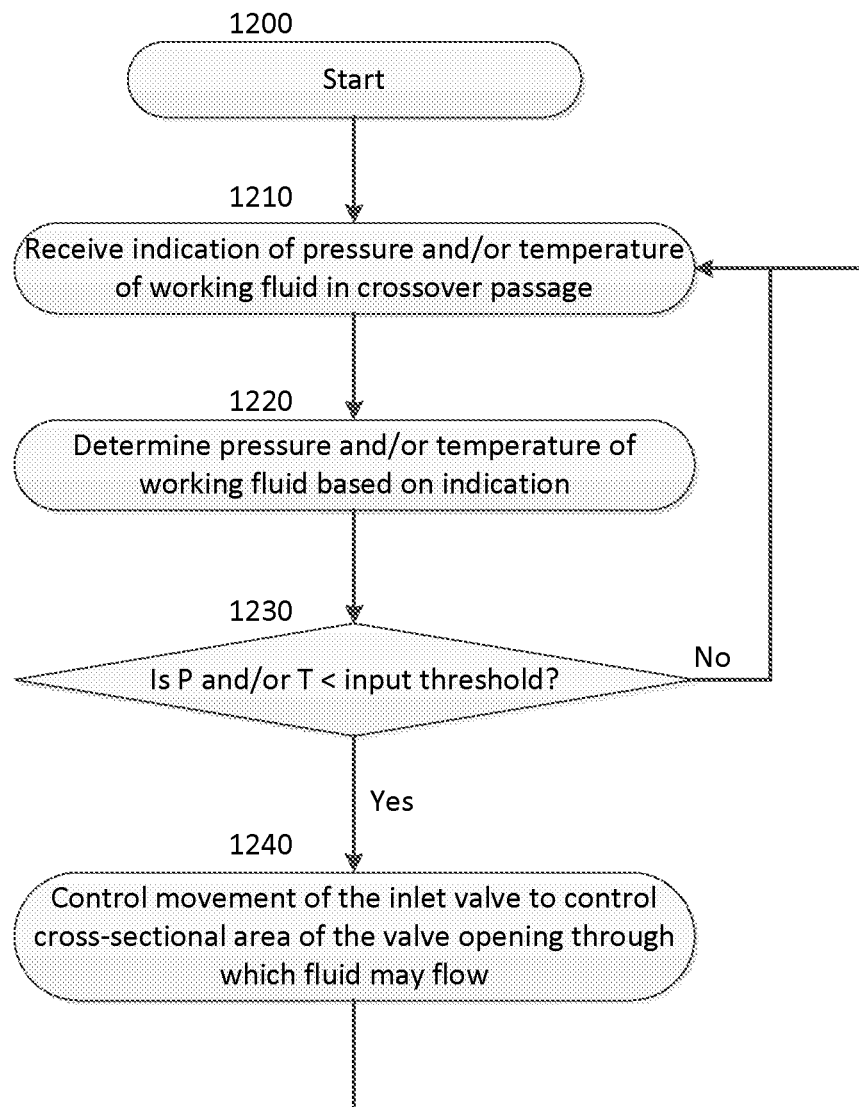 1200
Start
1210
Receive indication of pressure and/or temperature
of working fluid in crossover passage
1220
Determine pressure and/or temperature of
working fluid based on indication
1230
Is P and/or T < input threshold?
No
Yes
1240
Control movement of the inlet valve to control
cross-sectional area of the valve opening through
which fluid may flow